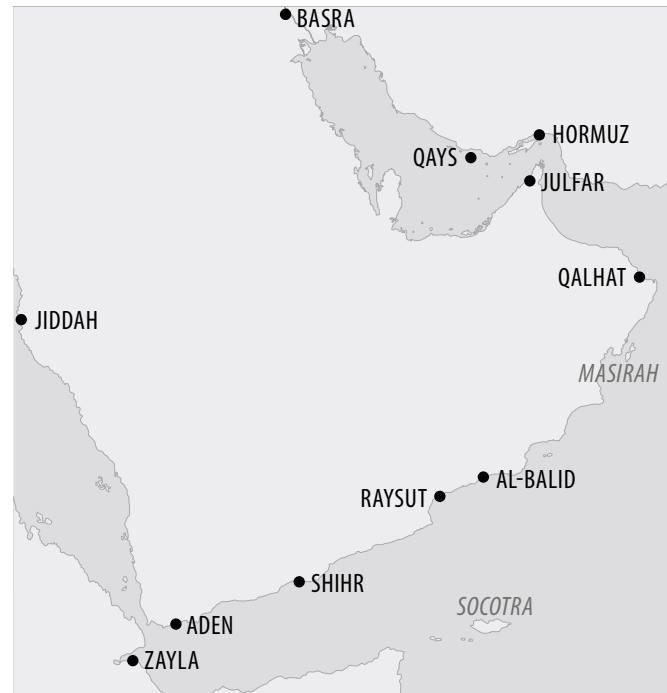 BASRA
HORMUZ
QAYS
JULFAR
QALHAT
JIDDAH
MASIRAH
AL-BALID
RAYSUT
SHIHR
SOCOTRA
ADEN
ZAYLA